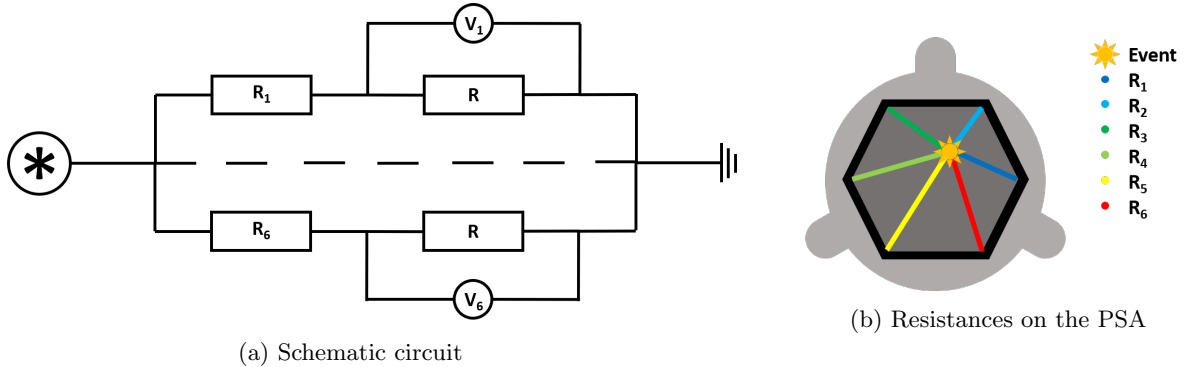 V1
R1
R
*
R6
R
V6
(a) Schematic circuit
Event
R1
R2
R3
R4
R5
R6
(b) Resistances on the PSA